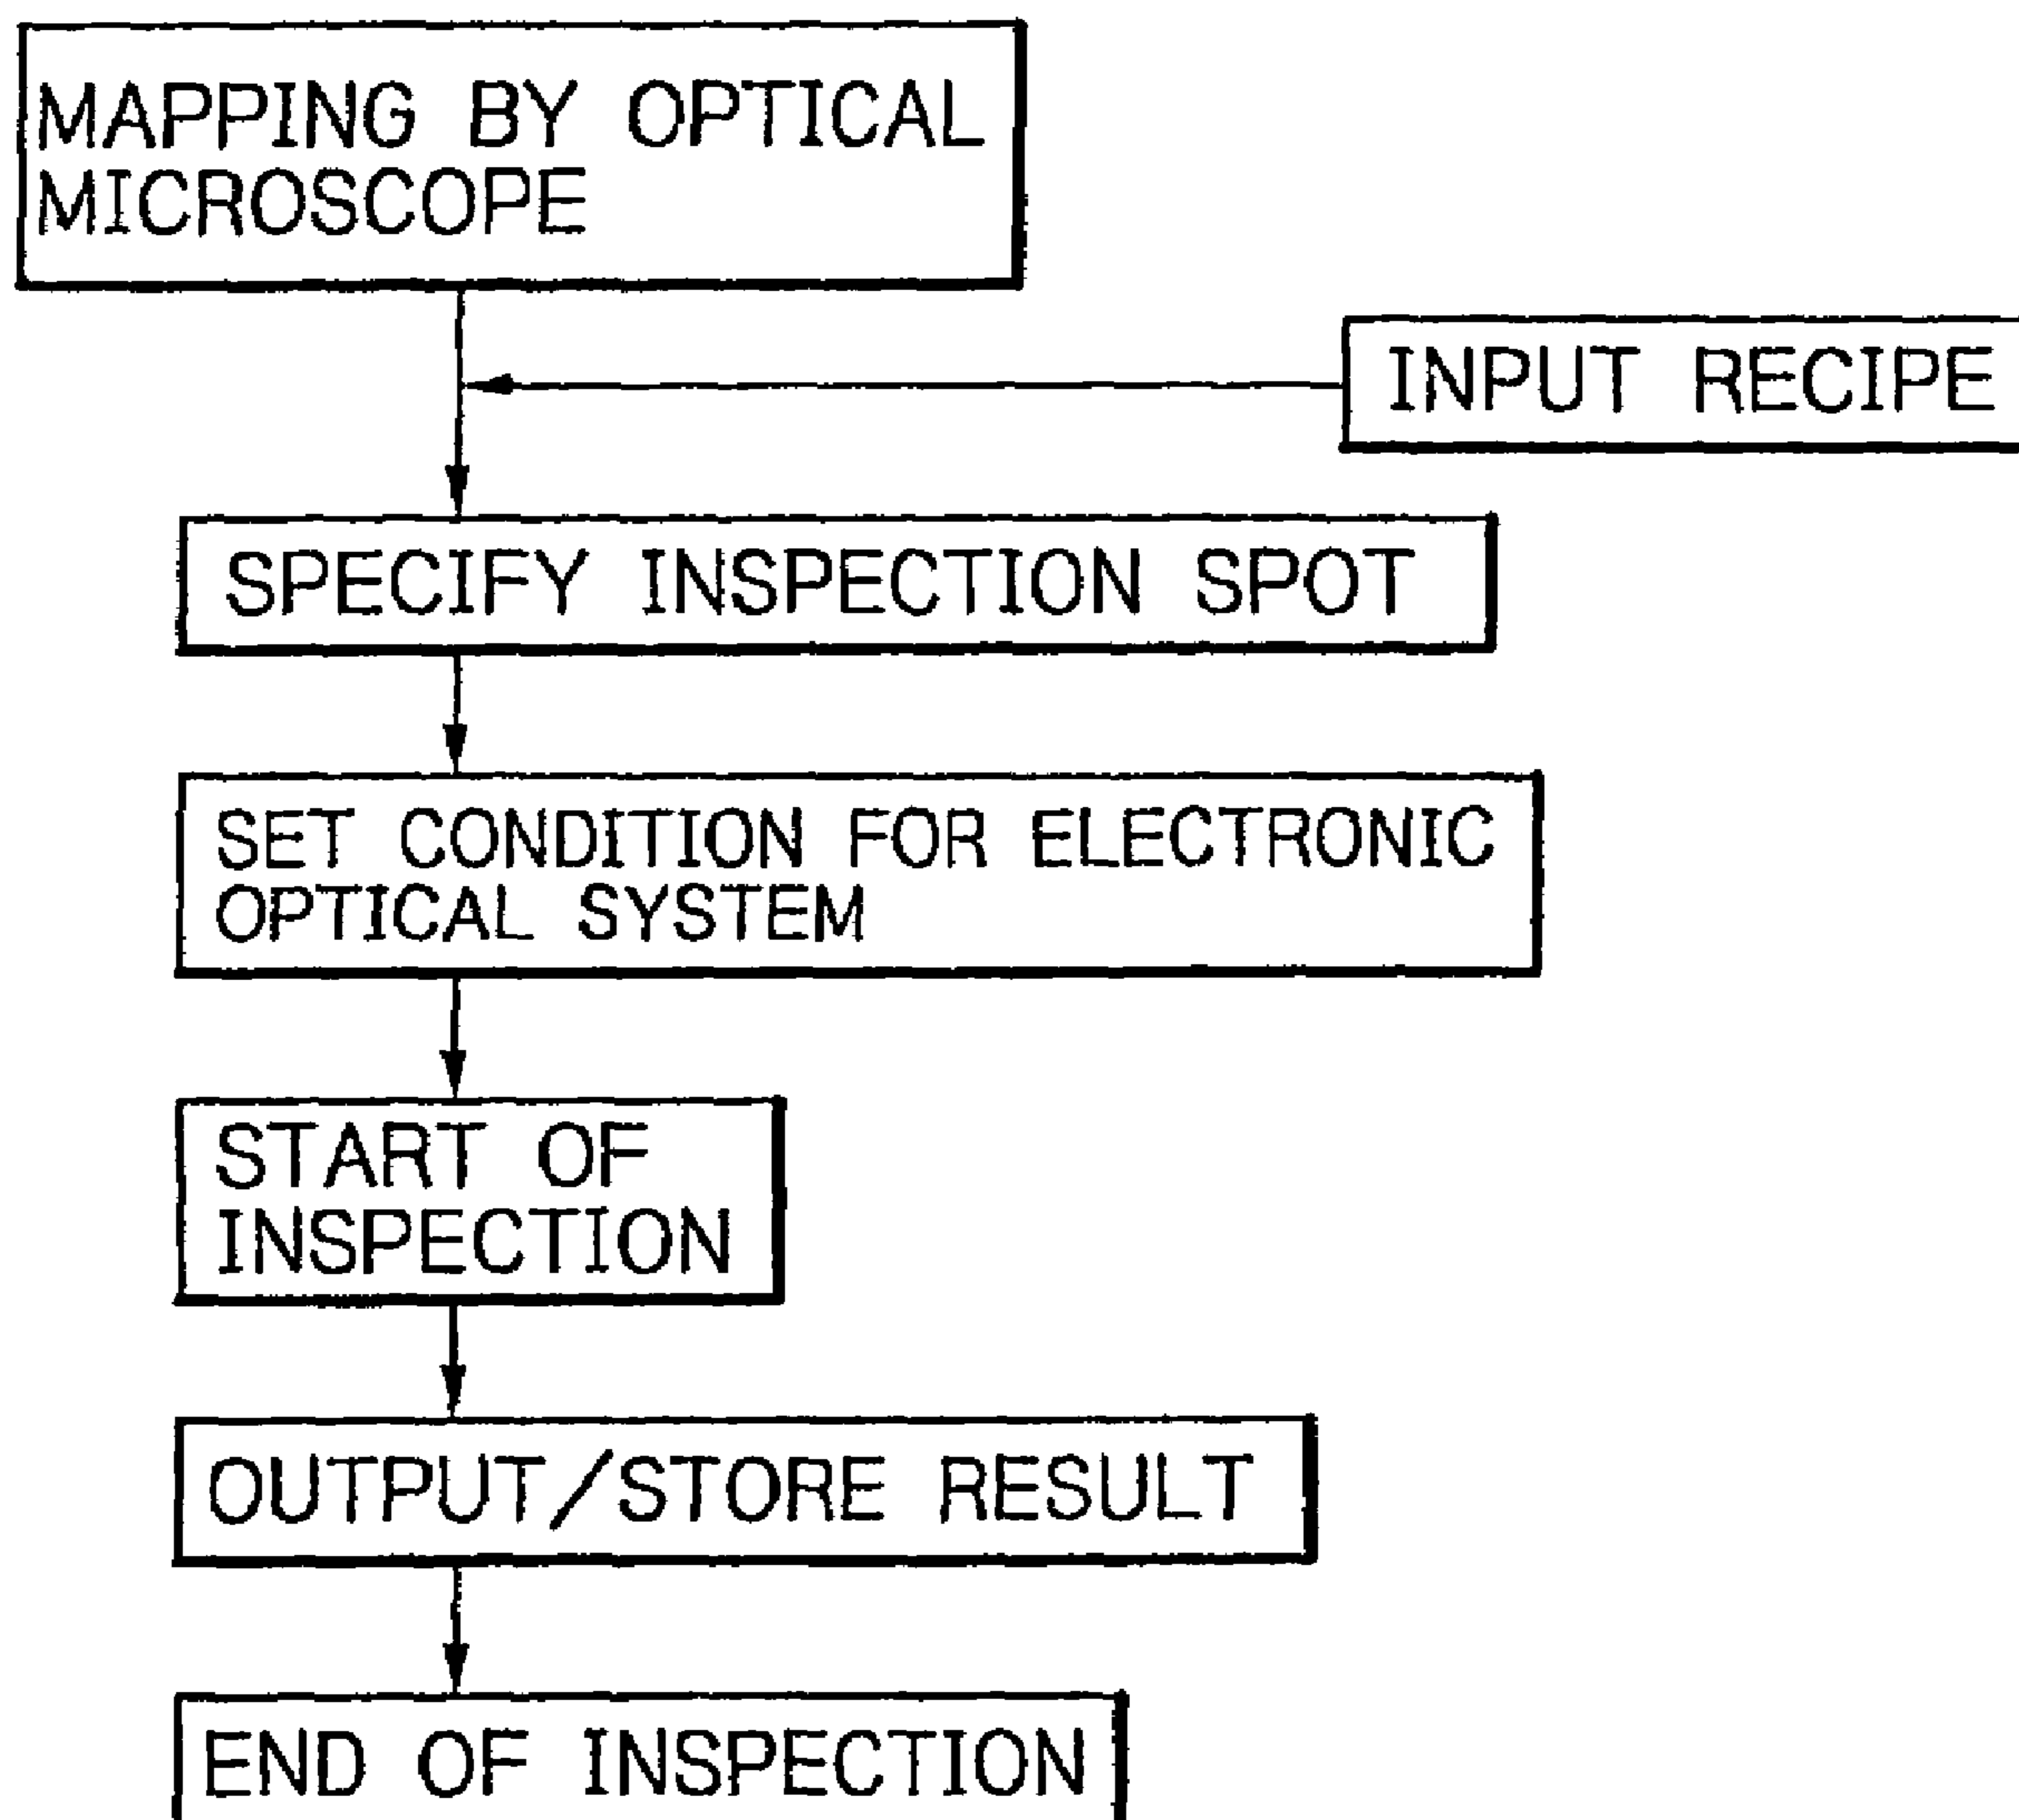 MAPPING BY OPTICAL
MICROSCOPE
INPUT RECIPE
SPECIFY INSPECTION SPOT
SET CONDITION FOR ELECTRONIC
OPTICAL SYSTEM
START OF
INSPECTION
OUTPUT/STORE RESULT
END OF INSPECTION